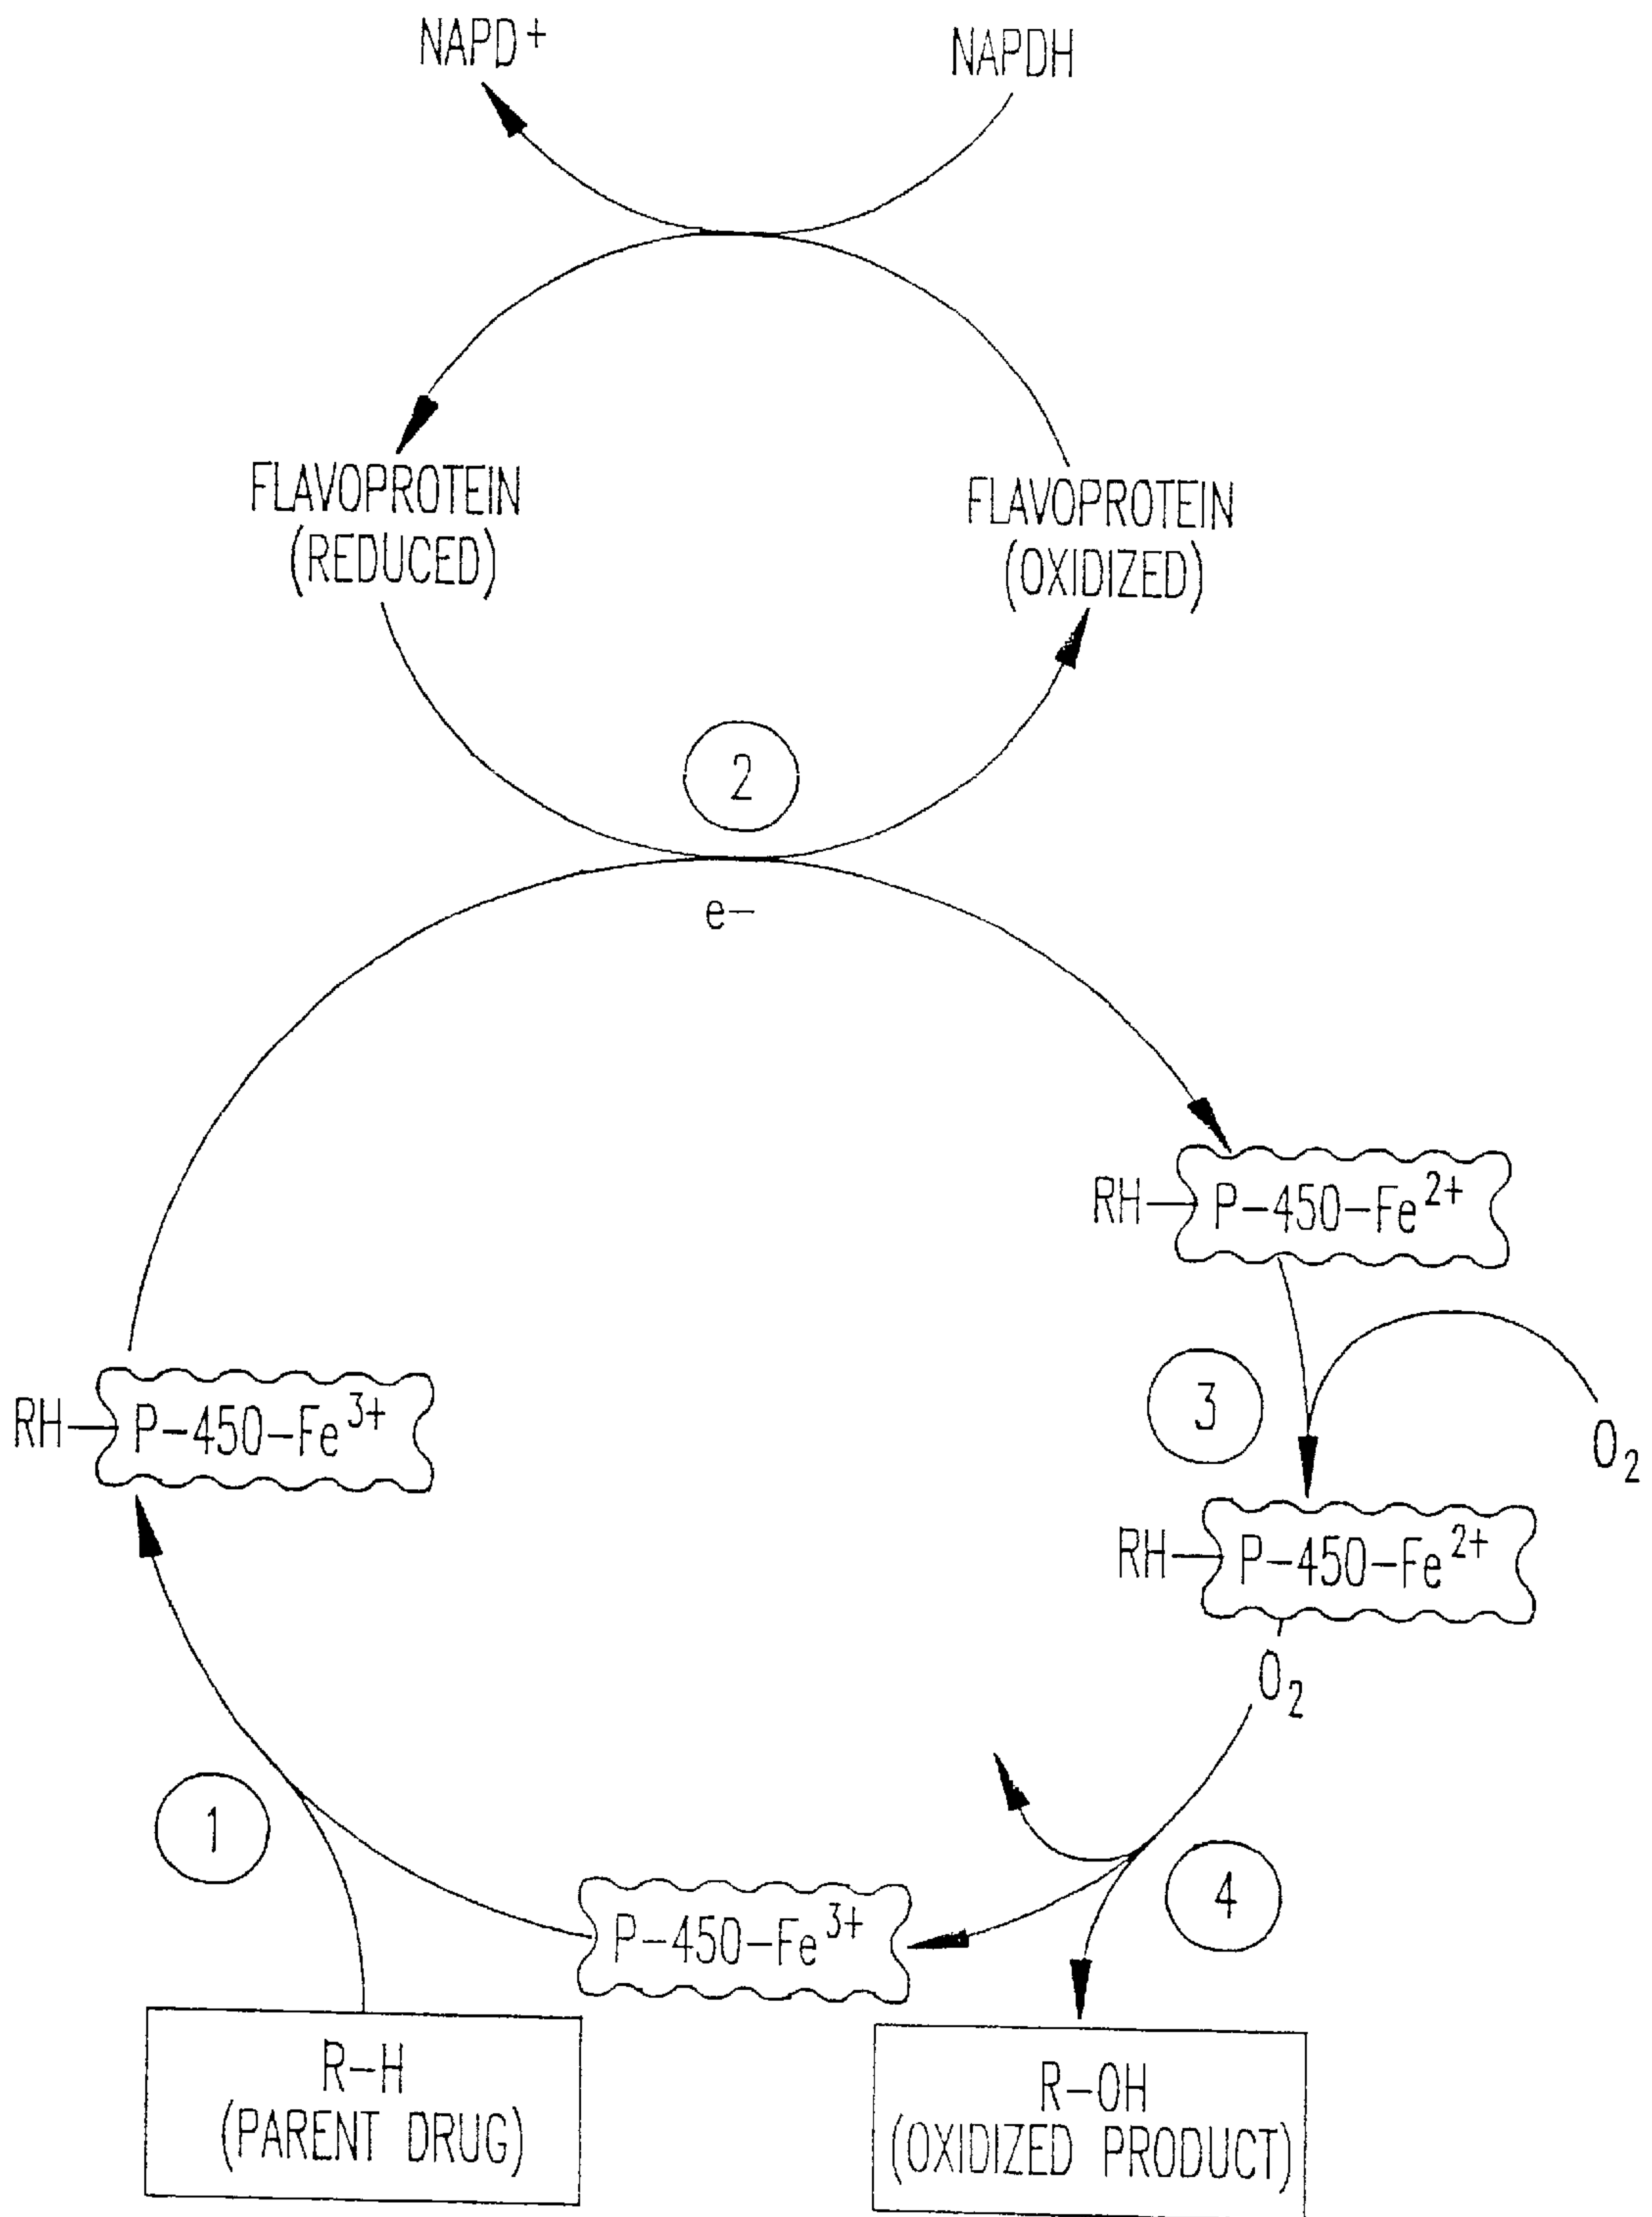 NAPD+
NAPDH
FLAVOPROTEIN
(REDUCED)
FLAVOPROTEIN
(OXIDIZED)
2
e–
RH–P–450–Fe2+
3
O2
RH–P–450–Fe3+
RH–P–450–Fe2+
O2
1
4
P–450–Fe3+
R–H
(PARENT DRUG)
R–OH
(OXIDIZED PRODUCT)